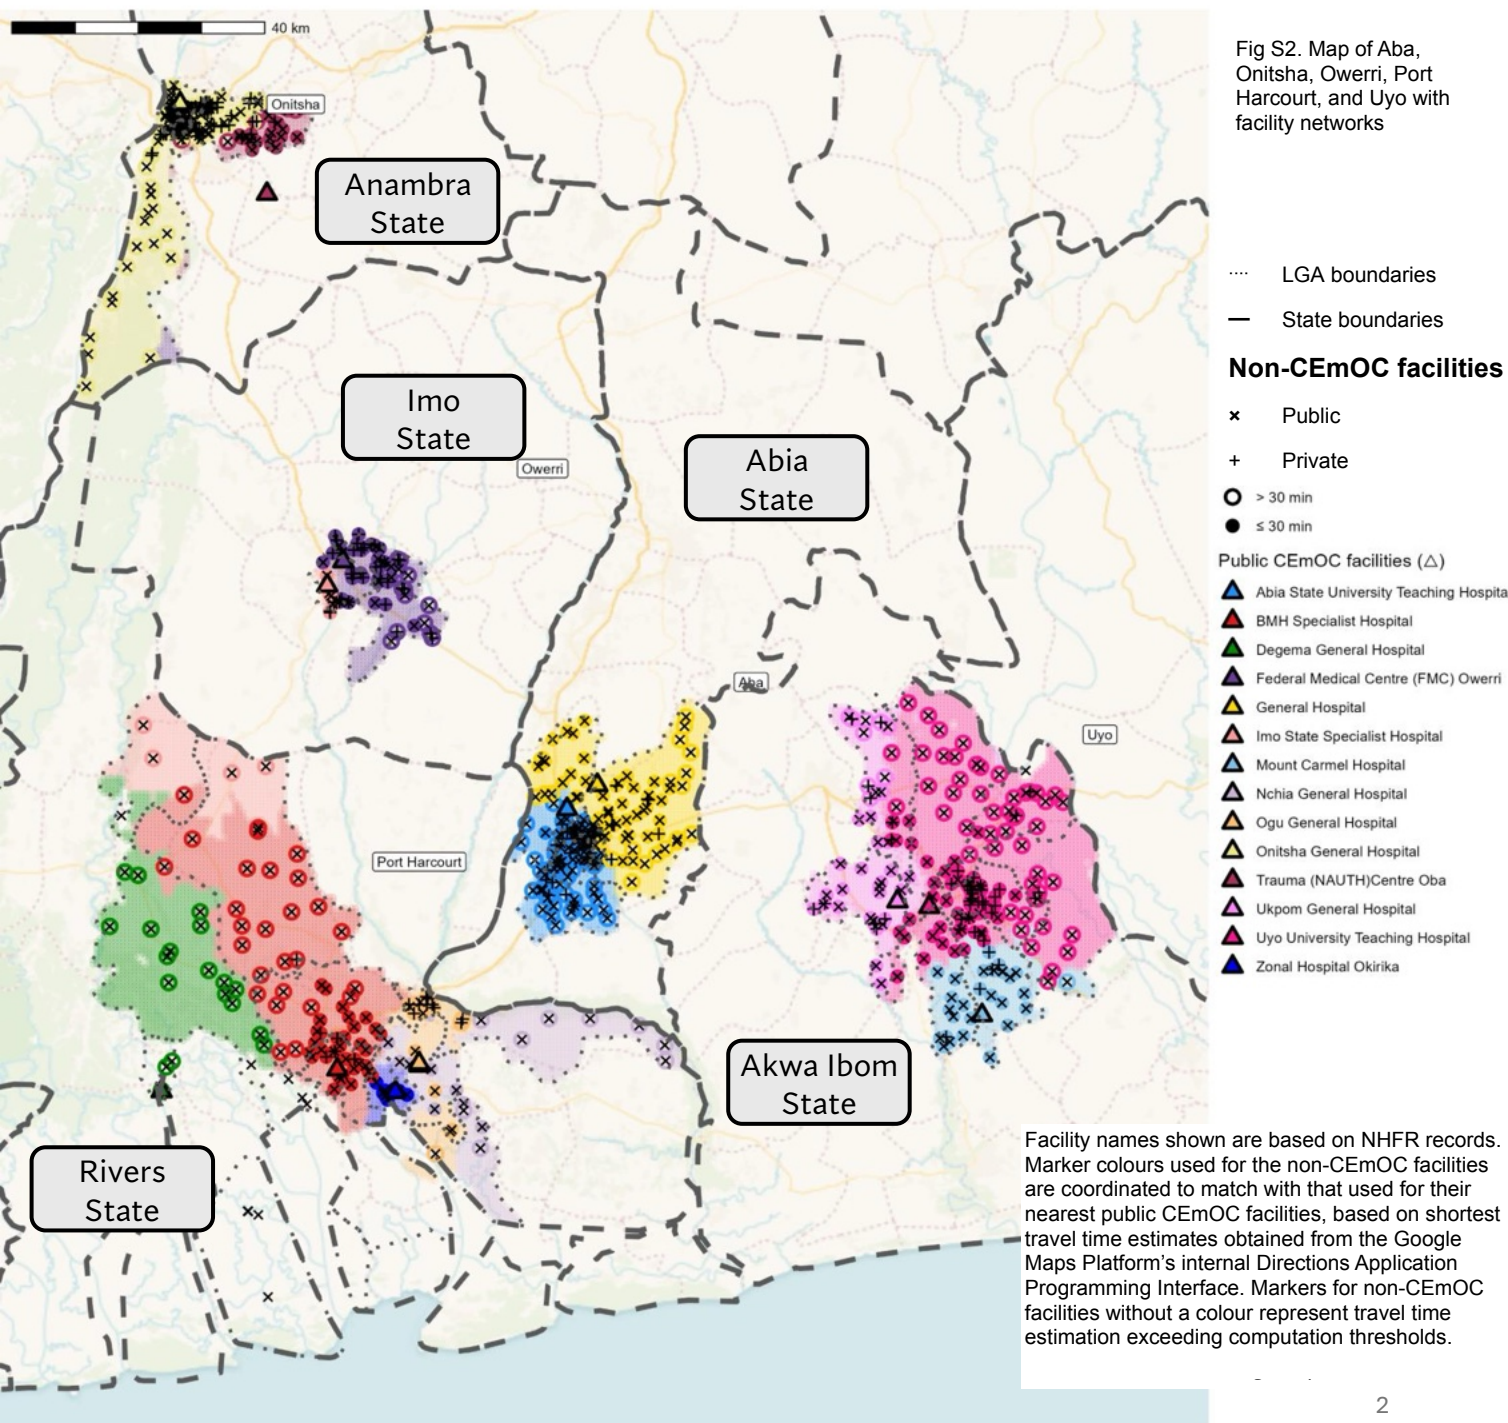 40 km
Onitsha
Anambra
State
Imo
State
Owerri
Abia
State
Aba
Uyo
Port Harcourt
Akwa Ibom
State
Rivers
State
Fig S2. Map of Aba,
Onitsha, Owerri, Port
Harcourt, and Uyo with
facility networks
LGA boundaries
State boundaries
Non-CEmOC facilities
Public
Private
> 30 min
≤ 30 min
Public CEmOC facilities (△)
Abia State University Teaching Hospita
BMH Specialist Hospital
Degema General Hospital
Federal Medical Centre (FMC) Owerri
General Hospital
Imo State Specialist Hospital
Mount Carmel Hospital
Nchia General Hospital
Ogu General Hospital
Onitsha General Hospital
Trauma (NAUTH)Centre Oba
Ukpom General Hospital
Uyo University Teaching Hospital
Zonal Hospital Okirika
Facility names shown are based on NHFR records.
Marker colours used for the non-CEmOC facilities
are coordinated to match with that used for their
nearest public CEmOC facilities, based on shortest
travel time estimates obtained from the Google
Maps Platform’s internal Directions Application
Programming Interface. Markers for non-CEmOC
facilities without a colour represent travel time
estimation exceeding computation thresholds.
2